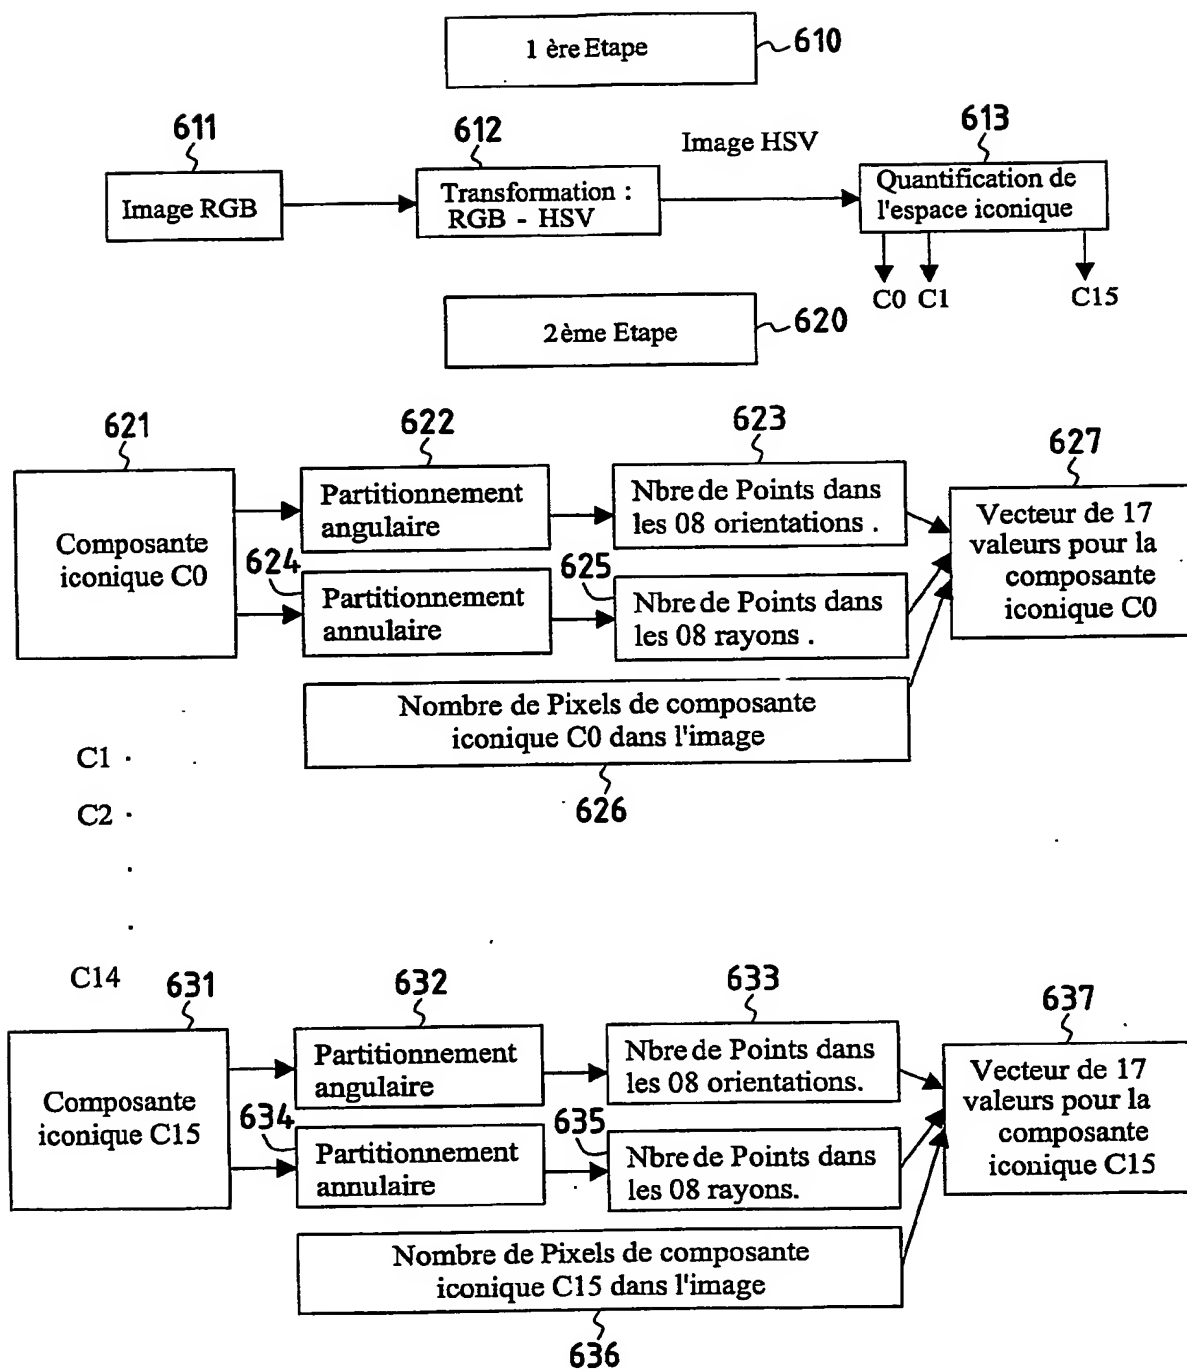 1 ère Etape
610
611
612
Image HSV
613
Image RGB
Transformation :
RGB - HSV
Quantification de
l'espace iconique
C0 C1 C15
2ème Etape
620
621
622
623
627
Composante
iconique C0
Partitionnement
angulaire
Nbre de Points dans
les 08 orientations .
Vecteur de 17
valeurs pour la
composante
iconique C0
624
Partitionnement
annulaire
625
Nbre de Points dans
les 08 rayons .
Nombre de Pixels de composante
iconique C0 dans l'image
626
C1 .
C2 .
.
.
C14
631
632
633
637
Composante
iconique C15
Partitionnement
angulaire
Nbre de Points dans
les 08 orientations.
Vecteur de 17
valeurs pour la
composante
iconique C15
634
Partitionnement
annulaire
635
Nbre de Points dans
les 08 rayons.
Nombre de Pixels de composante
iconique C15 dans l'image
636